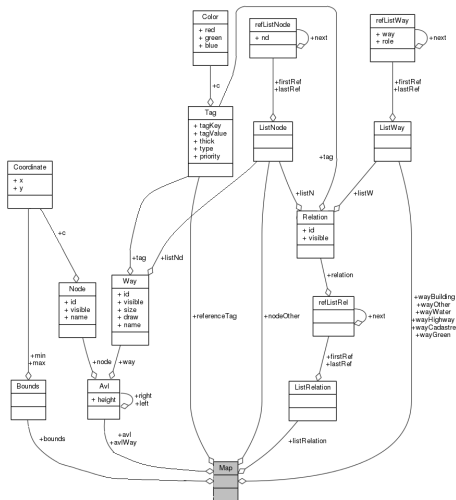 Color
+ red
+ green
+ blue
refListNode
+ nd
+next
refListWay
+ way
+ role
+next
+c
+firstRef
+lastRef
+firstRef
+lastRef
Tag
+ tagKey
+ tagValue
+ thick
+ type
+ priority
ListNode
ListWay
+tag
Coordinate
+ x
+ y
+listN
+listW
Relation
+ id
+ visible
+c
+tag
+listNd
+relation
Node
+ id
+ visible
+ name
Way
+ id
+ visible
+ size
+ draw
+ name
+referenceTag
+nodeOther
refListRel
+next
+wayBuilding
+wayOther
+wayWater
+wayHighway
+wayCadastre
+wayGreen
+min
+max
+node
+way
+firstRef
+lastRef
Bounds
Avl
+ height
+right
+left
ListRelation
+bounds
+avl
+avlWay
+listRelation
Map